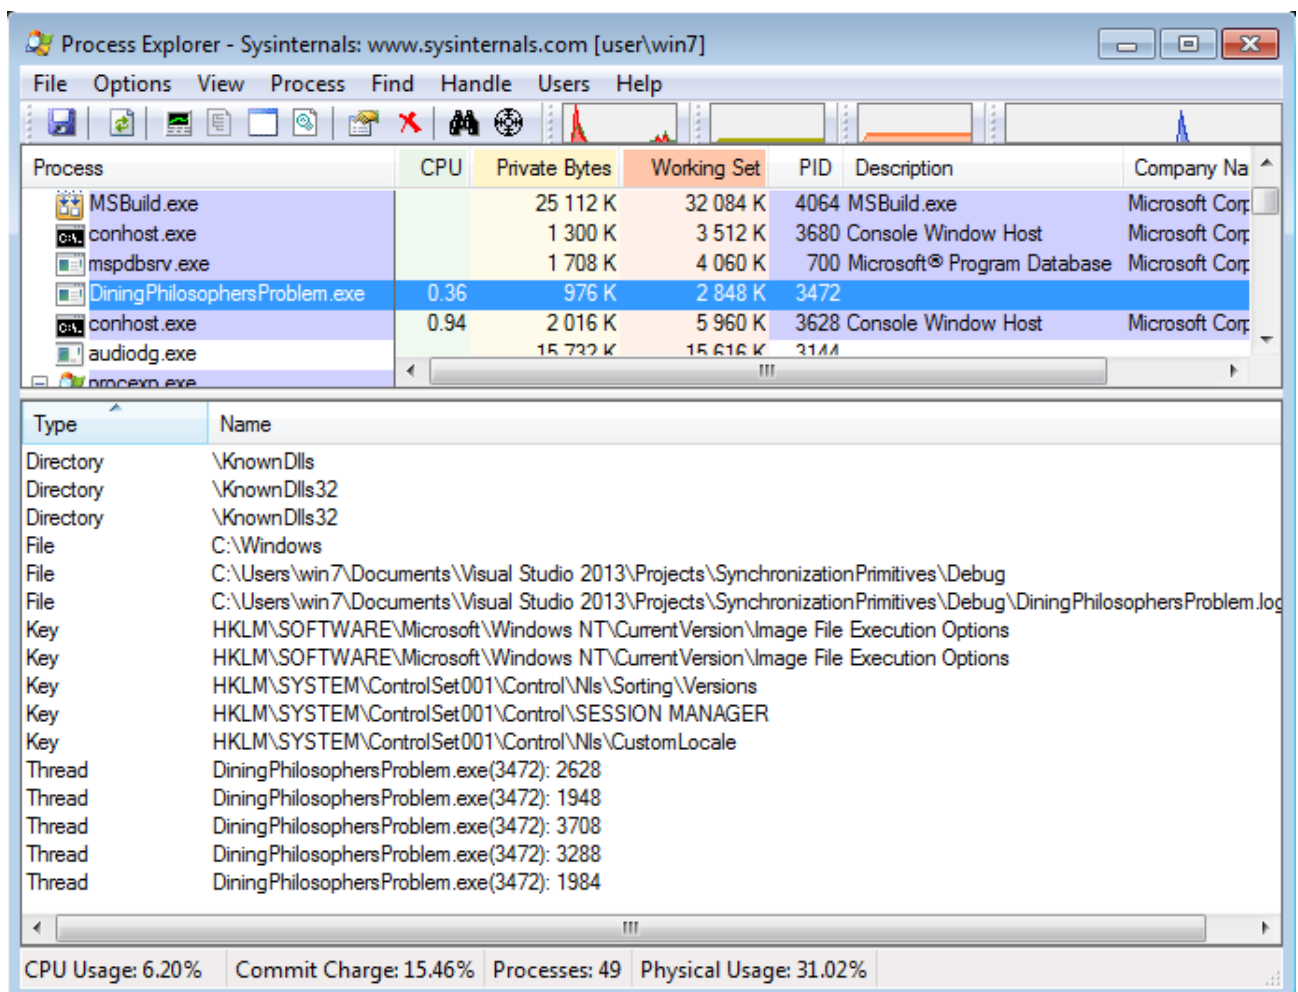 Process Explorer - Sysinternals: www.sysinternals.com [user\win7]
File Options View Process Find Handle Users Help
Process CPU Private Bytes Working Set PID Description Company Na
MSBuild.exe 25 112 K 32 084 K 4064 MSBuild.exe Microsoft Corp
conhost.exe 1 300 K 3 512 K 3680 Console Window Host Microsoft Corp
mspdbsrv.exe 1 708 K 4 060 K 700 Microsoft® Program Database Microsoft Corp
DiningPhilosophersProblem.exe 0.36 976 K 2 848 K 3472
conhost.exe 0.94 2 016 K 5 960 K 3628 Console Window Host Microsoft Corp
audiodg.exe 15 732 K 15 616 K 3144
procexp.exe
Type Name
Directory \KnownDlls
Directory \KnownDlls32
Directory \KnownDlls32
File C:\Windows
File C:\Users\win7\Documents\Visual Studio 2013\Projects\SynchronizationPrimitives\Debug
File C:\Users\win7\Documents\Visual Studio 2013\Projects\SynchronizationPrimitives\Debug\DiningPhilosophersProblem.log
Key HKLM\SOFTWARE\Microsoft\Windows NT\CurrentVersion\Image File Execution Options
Key HKLM\SOFTWARE\Microsoft\Windows NT\CurrentVersion\Image File Execution Options
Key HKLM\SYSTEM\ControlSet001\Control\Nls\Sorting\Versions
Key HKLM\SYSTEM\ControlSet001\Control\SESSION MANAGER
Key HKLM\SYSTEM\ControlSet001\Control\Nls\CustomLocale
Thread DiningPhilosophersProblem.exe(3472): 2628
Thread DiningPhilosophersProblem.exe(3472): 1948
Thread DiningPhilosophersProblem.exe(3472): 3708
Thread DiningPhilosophersProblem.exe(3472): 3288
Thread DiningPhilosophersProblem.exe(3472): 1984
CPU Usage: 6.20% Commit Charge: 15.46% Processes: 49 Physical Usage: 31.02%